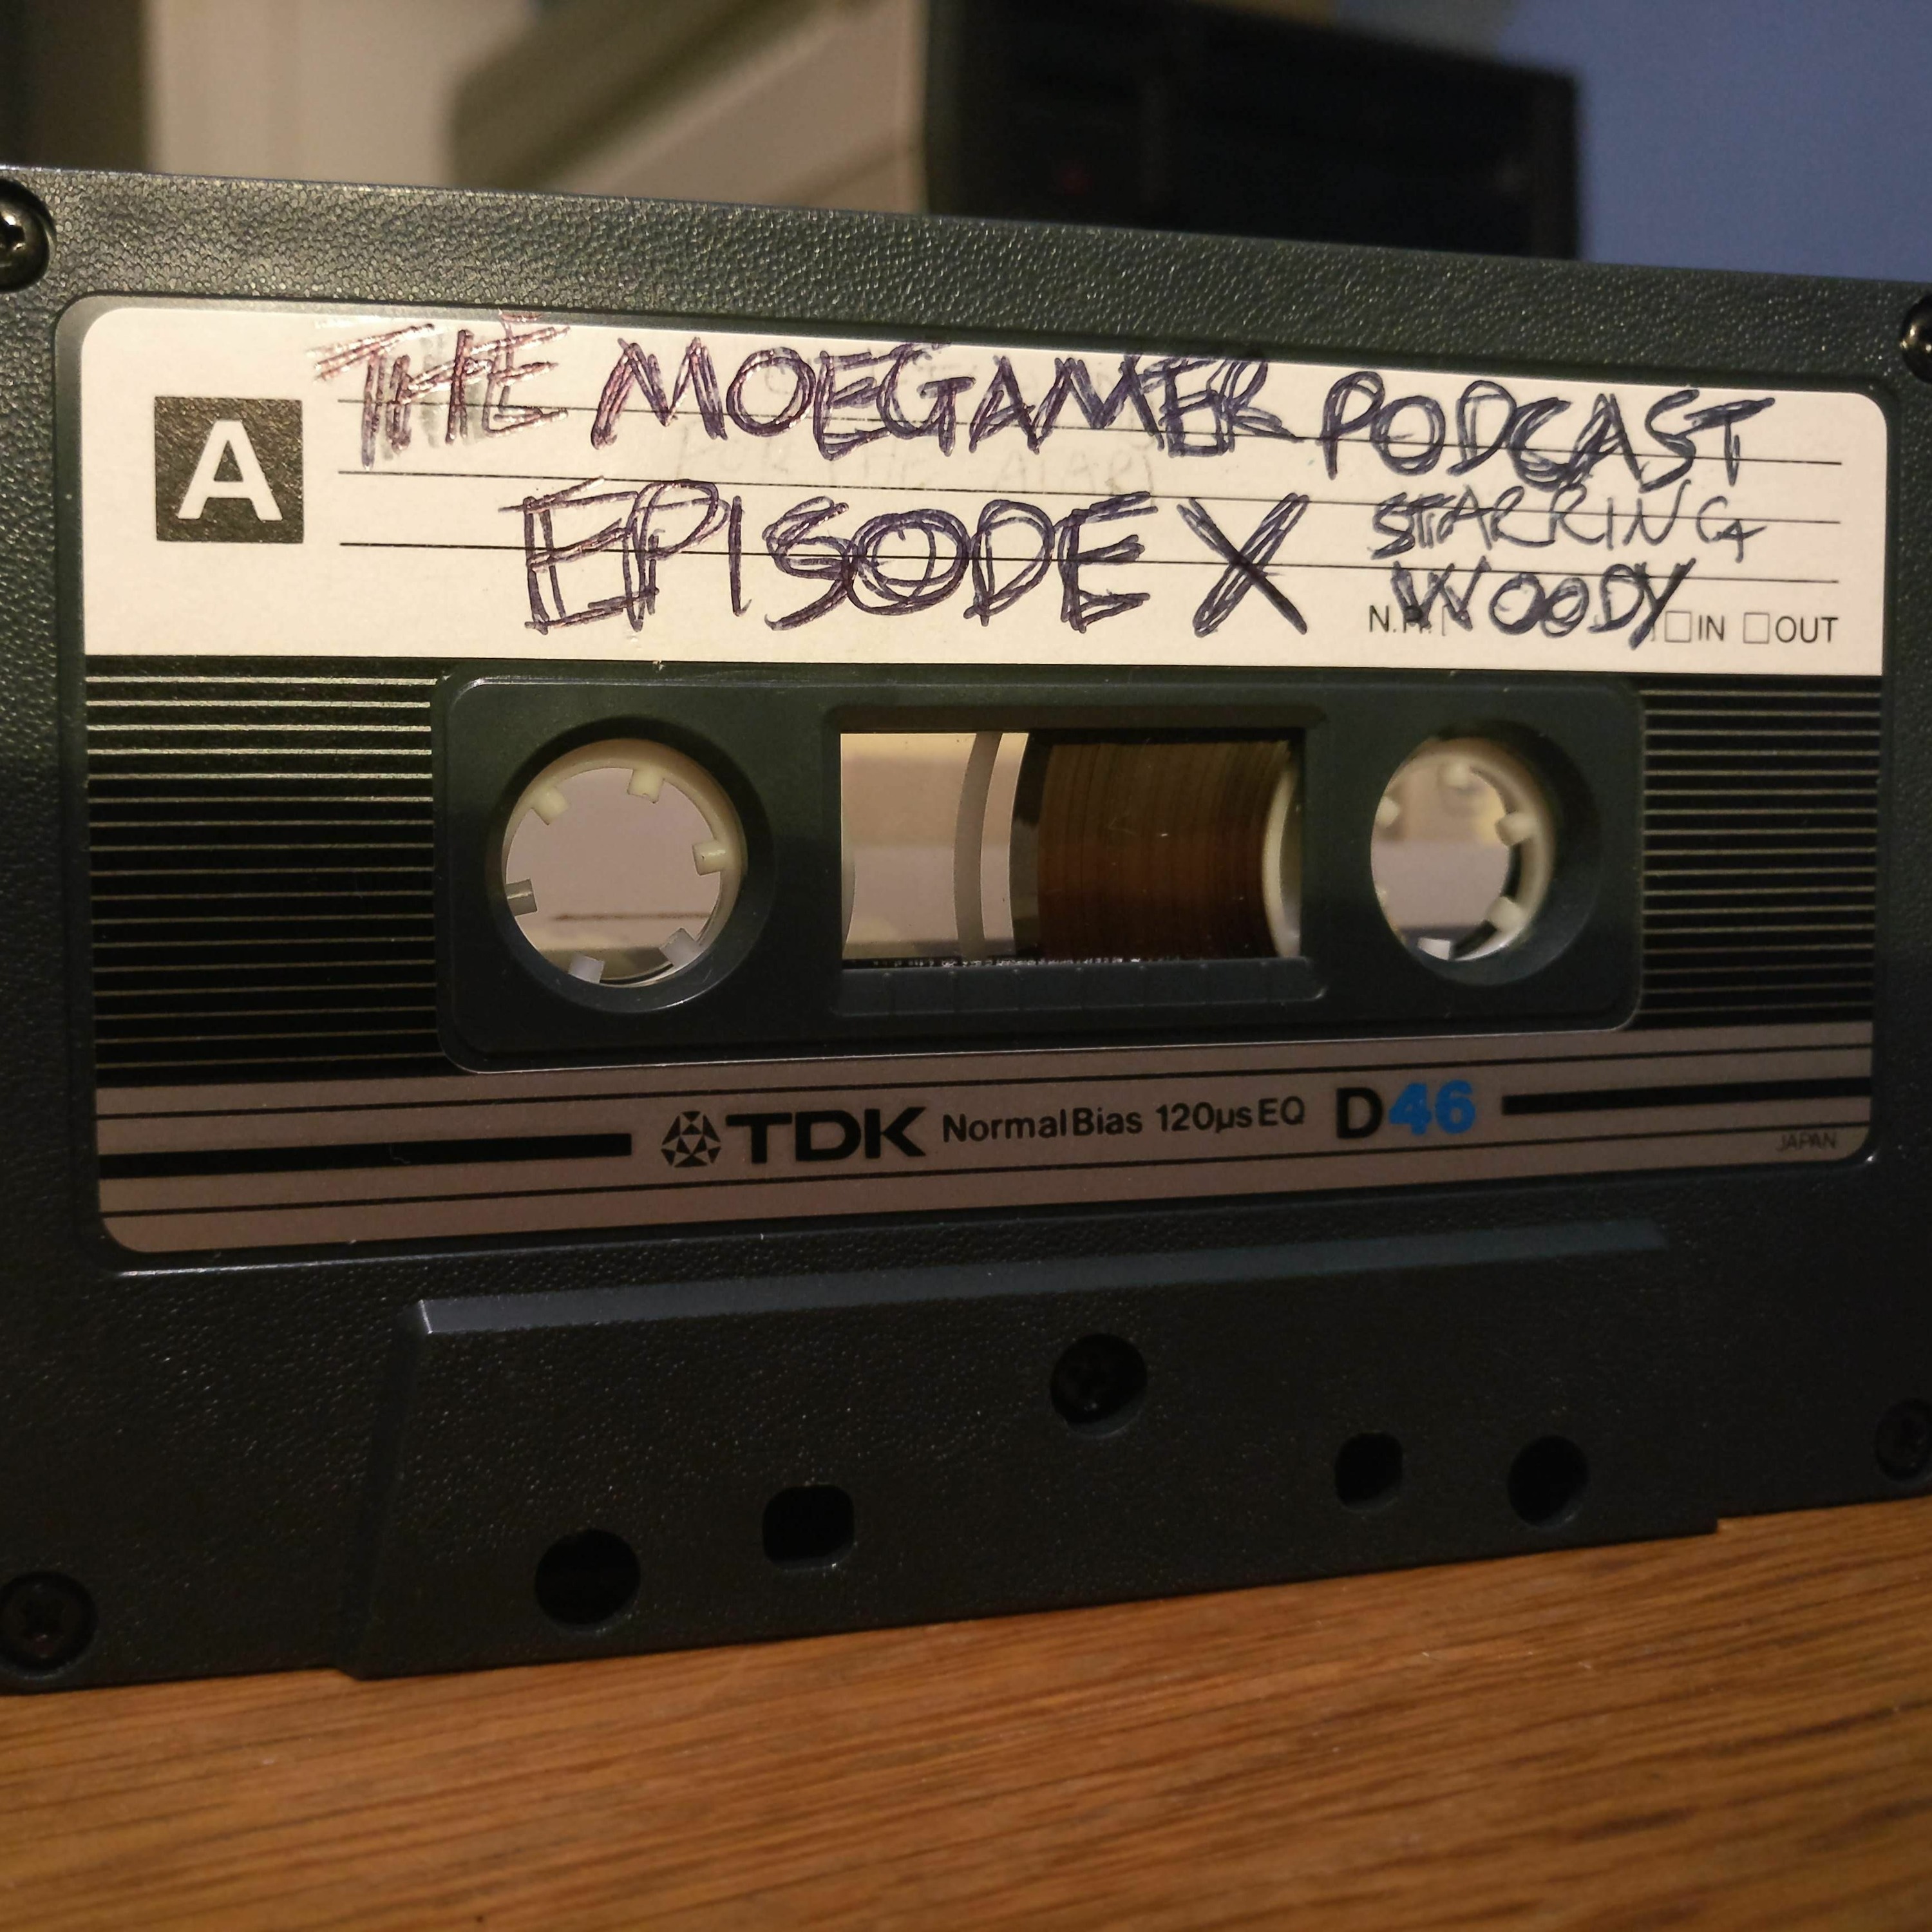 THE MOEGAMER PODCAST
A
EPISODE X
STARRING
WOODY
N.R. □IN □OUT
TDK Normal Bias 120µs EQ D46
JAPAN